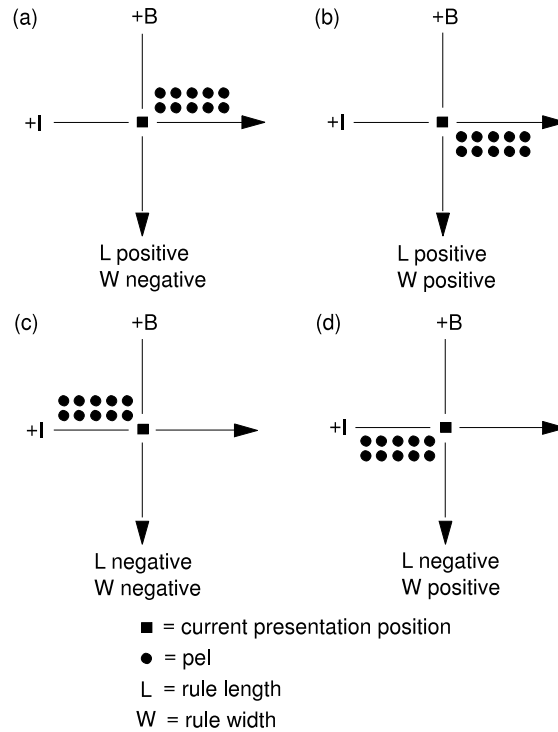 (a) +B
+I
L positive
W negative
(b) +B
+I
L positive
W positive
(c) +B
+I
L negative
W negative
(d) +B
+I
L negative
W positive
= current presentation position
= pel
L = rule length
W = rule width